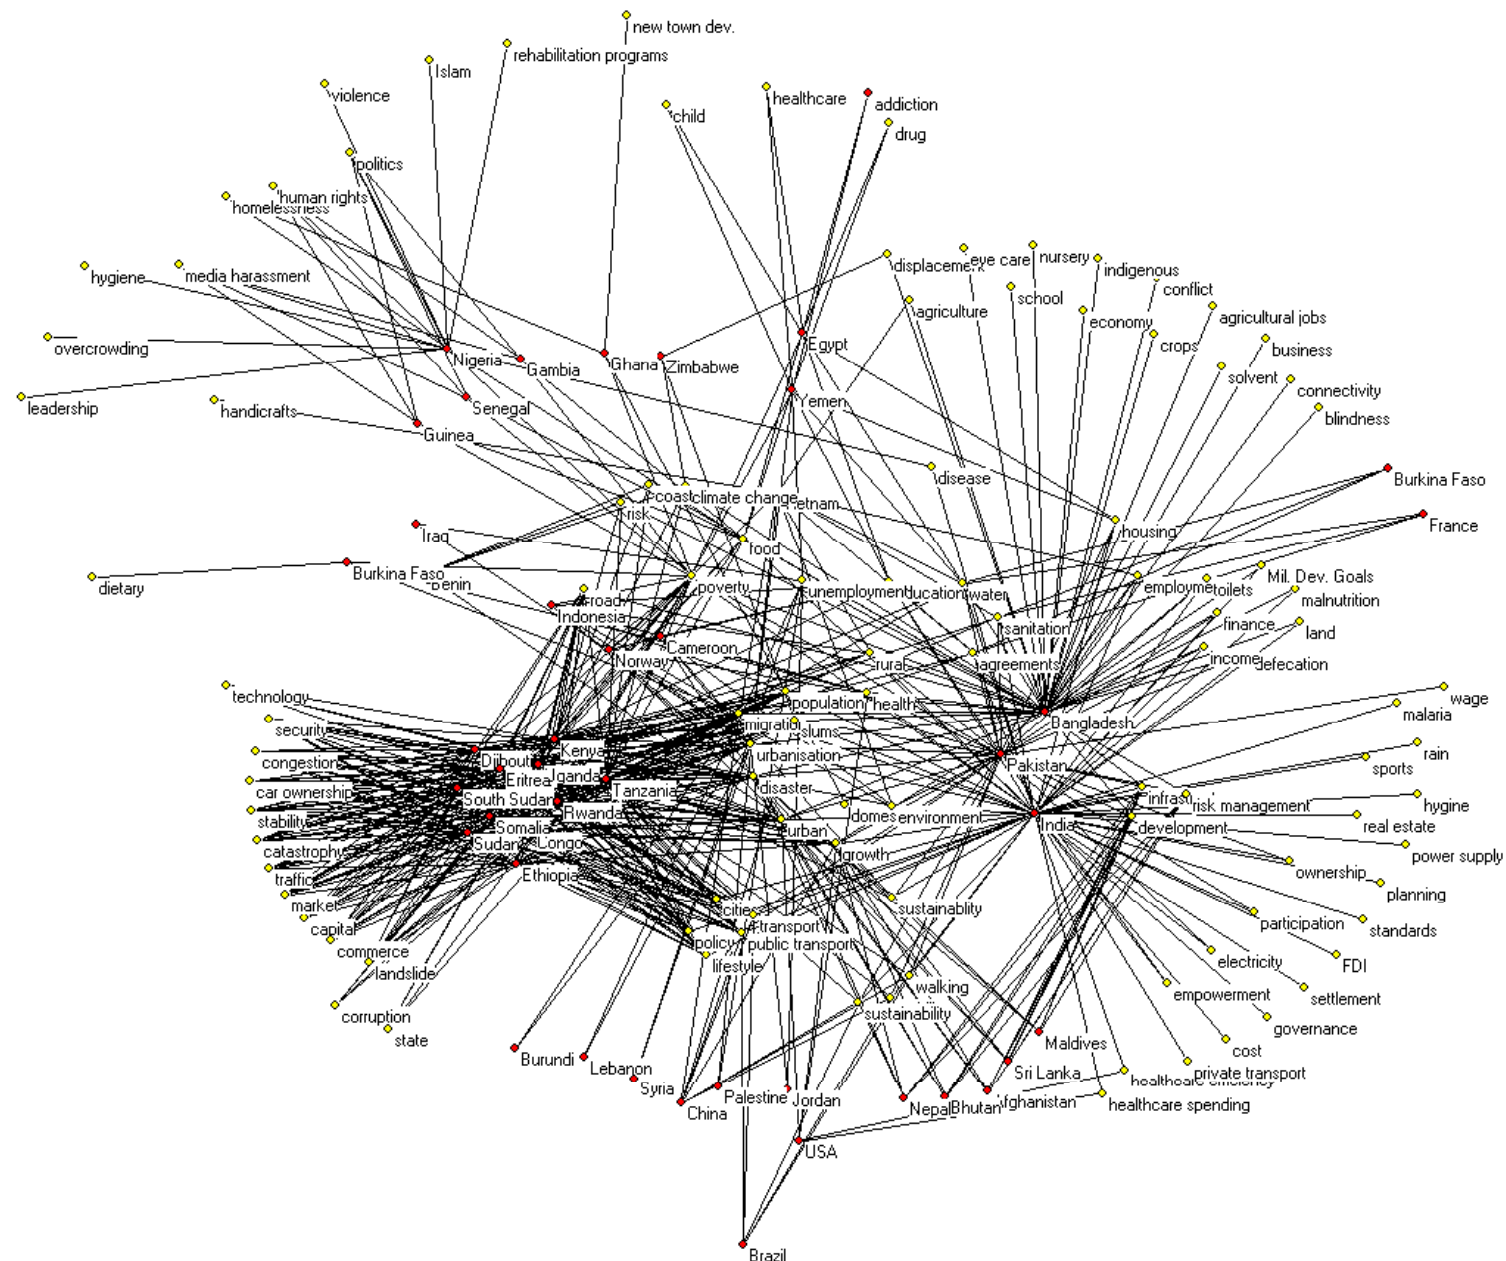 new town dev.
rehabilitation programs
Islam
violence
healthcare
addiction
child
drug
politics
human rights
homelessness
hygiene
media harassment
displacement
eye care
nursery
indigenous
conflict
school
agriculture
economy
agricultural jobs
crops
business
overcrowding
Nigeria
Gambia
Ghana
Zimbabwe
Egypt
solvent
connectivity
leadership
handicrafts
Senegal
Yemen
blindness
Guinea
disease
Burkina Faso
coast
climate change
etnam
risk
housing
France
Iraq
food
dietary
Burkina Faso
benin
road
poverty
unemployment
ducation
water
employme
toilets
Mil. Dev. Goals
malnutrition
Indonesia
sanitation
finance
land
Cameroon
Norway
rural
agreements
income
defecation
technology
population
health
wage
malaria
security
migratio
slums
Bangladesh
congestion
Djibouti
Kenya
urbanisation
Pakistan
rain
sports
car ownership
Eritrea
Uganda
Tanzania
disaster
South Sudan
Rwanda
domes
environment
infrastr
risk management
hygine
stability
Somalia
urban
India
development
real estate
catastrophy
Sudan
Congo
growth
power supply
traffic
Ethiopia
ownership
planning
market
cities
sustainablity
capital
transport
participation
standards
commerce
policy
public transport
landslide
lifestyle
electricity
FDI
walking
empowerment
settlement
corruption
sustainability
governance
state
Maldives
cost
Burundi
Lebanon
Sri Lanka
private transport
Syria
Palestine
Jordan
Nepal
Bhutan
Afghanistan
healthcare efficiency
China
healthcare spending
USA
Brazil